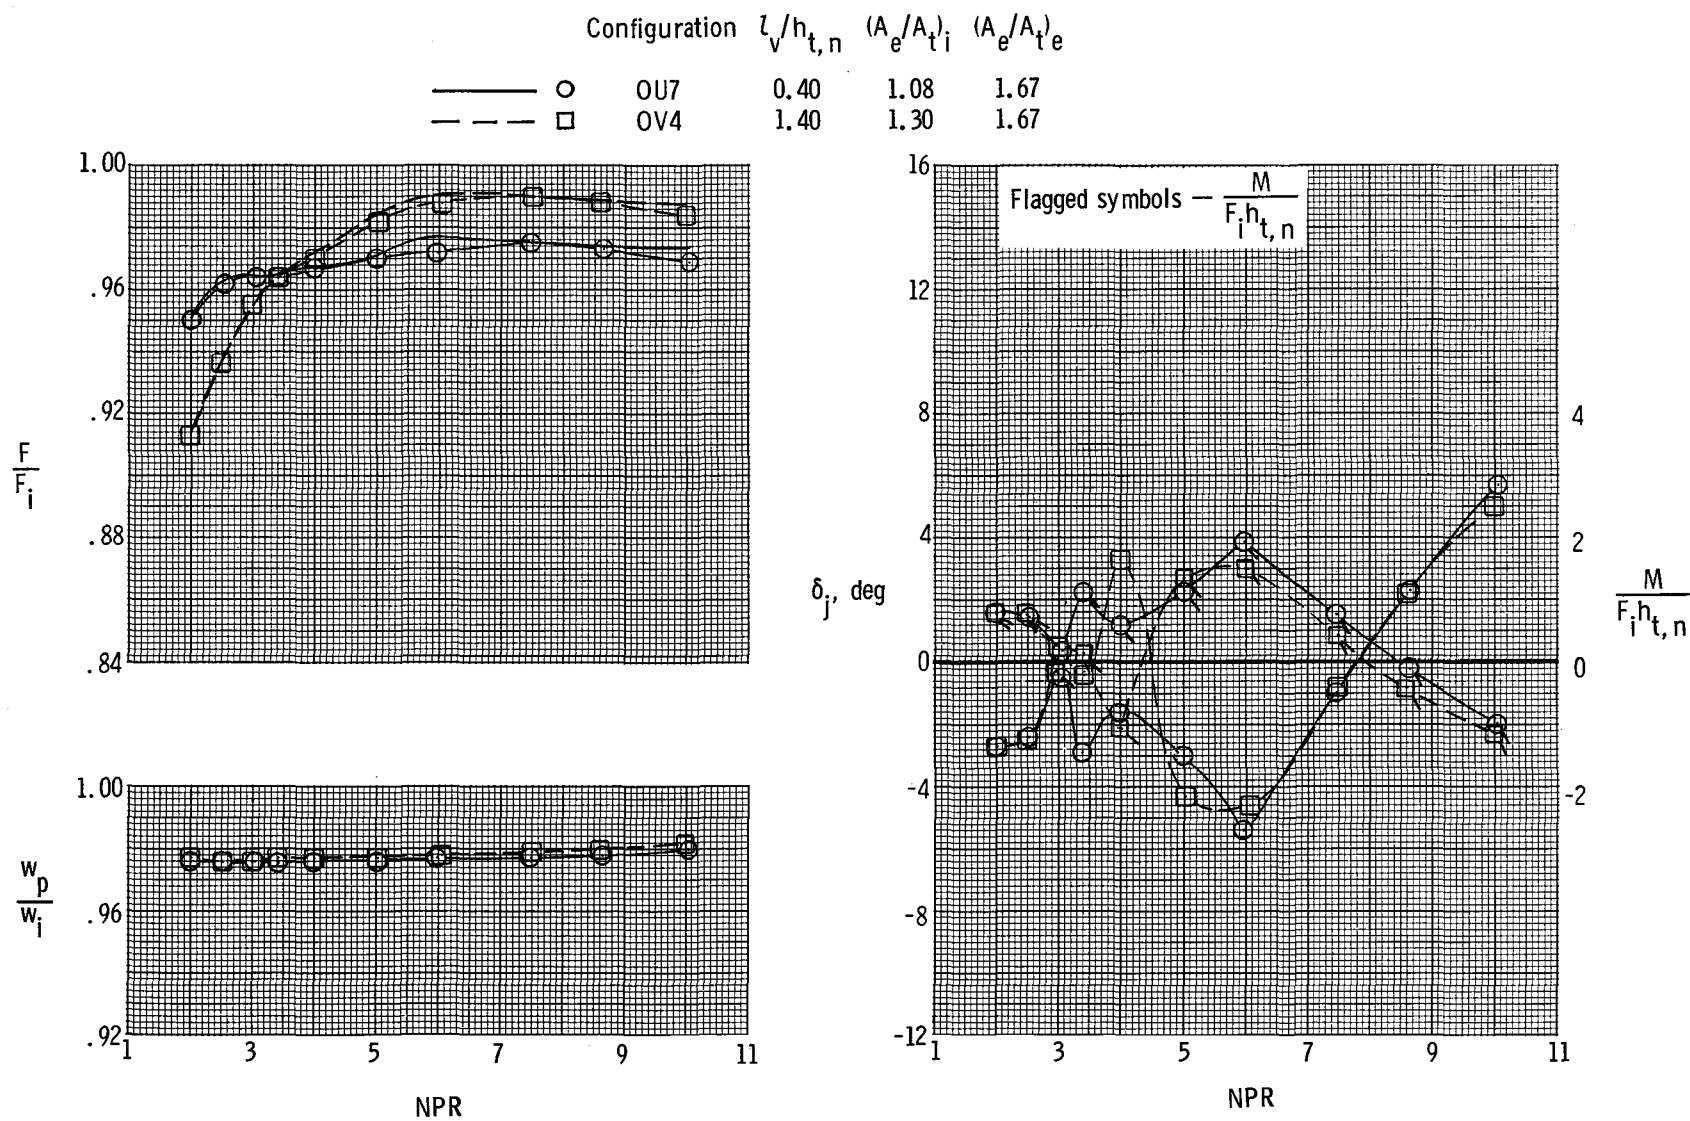 Configuration l_v/h_t,n (A_e/A_t)_i (A_e/A_t)_e
OU7 0.40 1.08 1.67
OV4 1.40 1.30 1.67
1.00
.96
.92
.88
.84
F/F_i
1.00
.96
.92
w_p/w_i
1 3 5 7 9 11
NPR
Flagged symbols – M/F_i h_t,n
16
12
8
4
0
-4
-8
-12
δ_j, deg
4
2
0
-2
M/F_i h_t,n
1 3 5 7 9 11
NPR